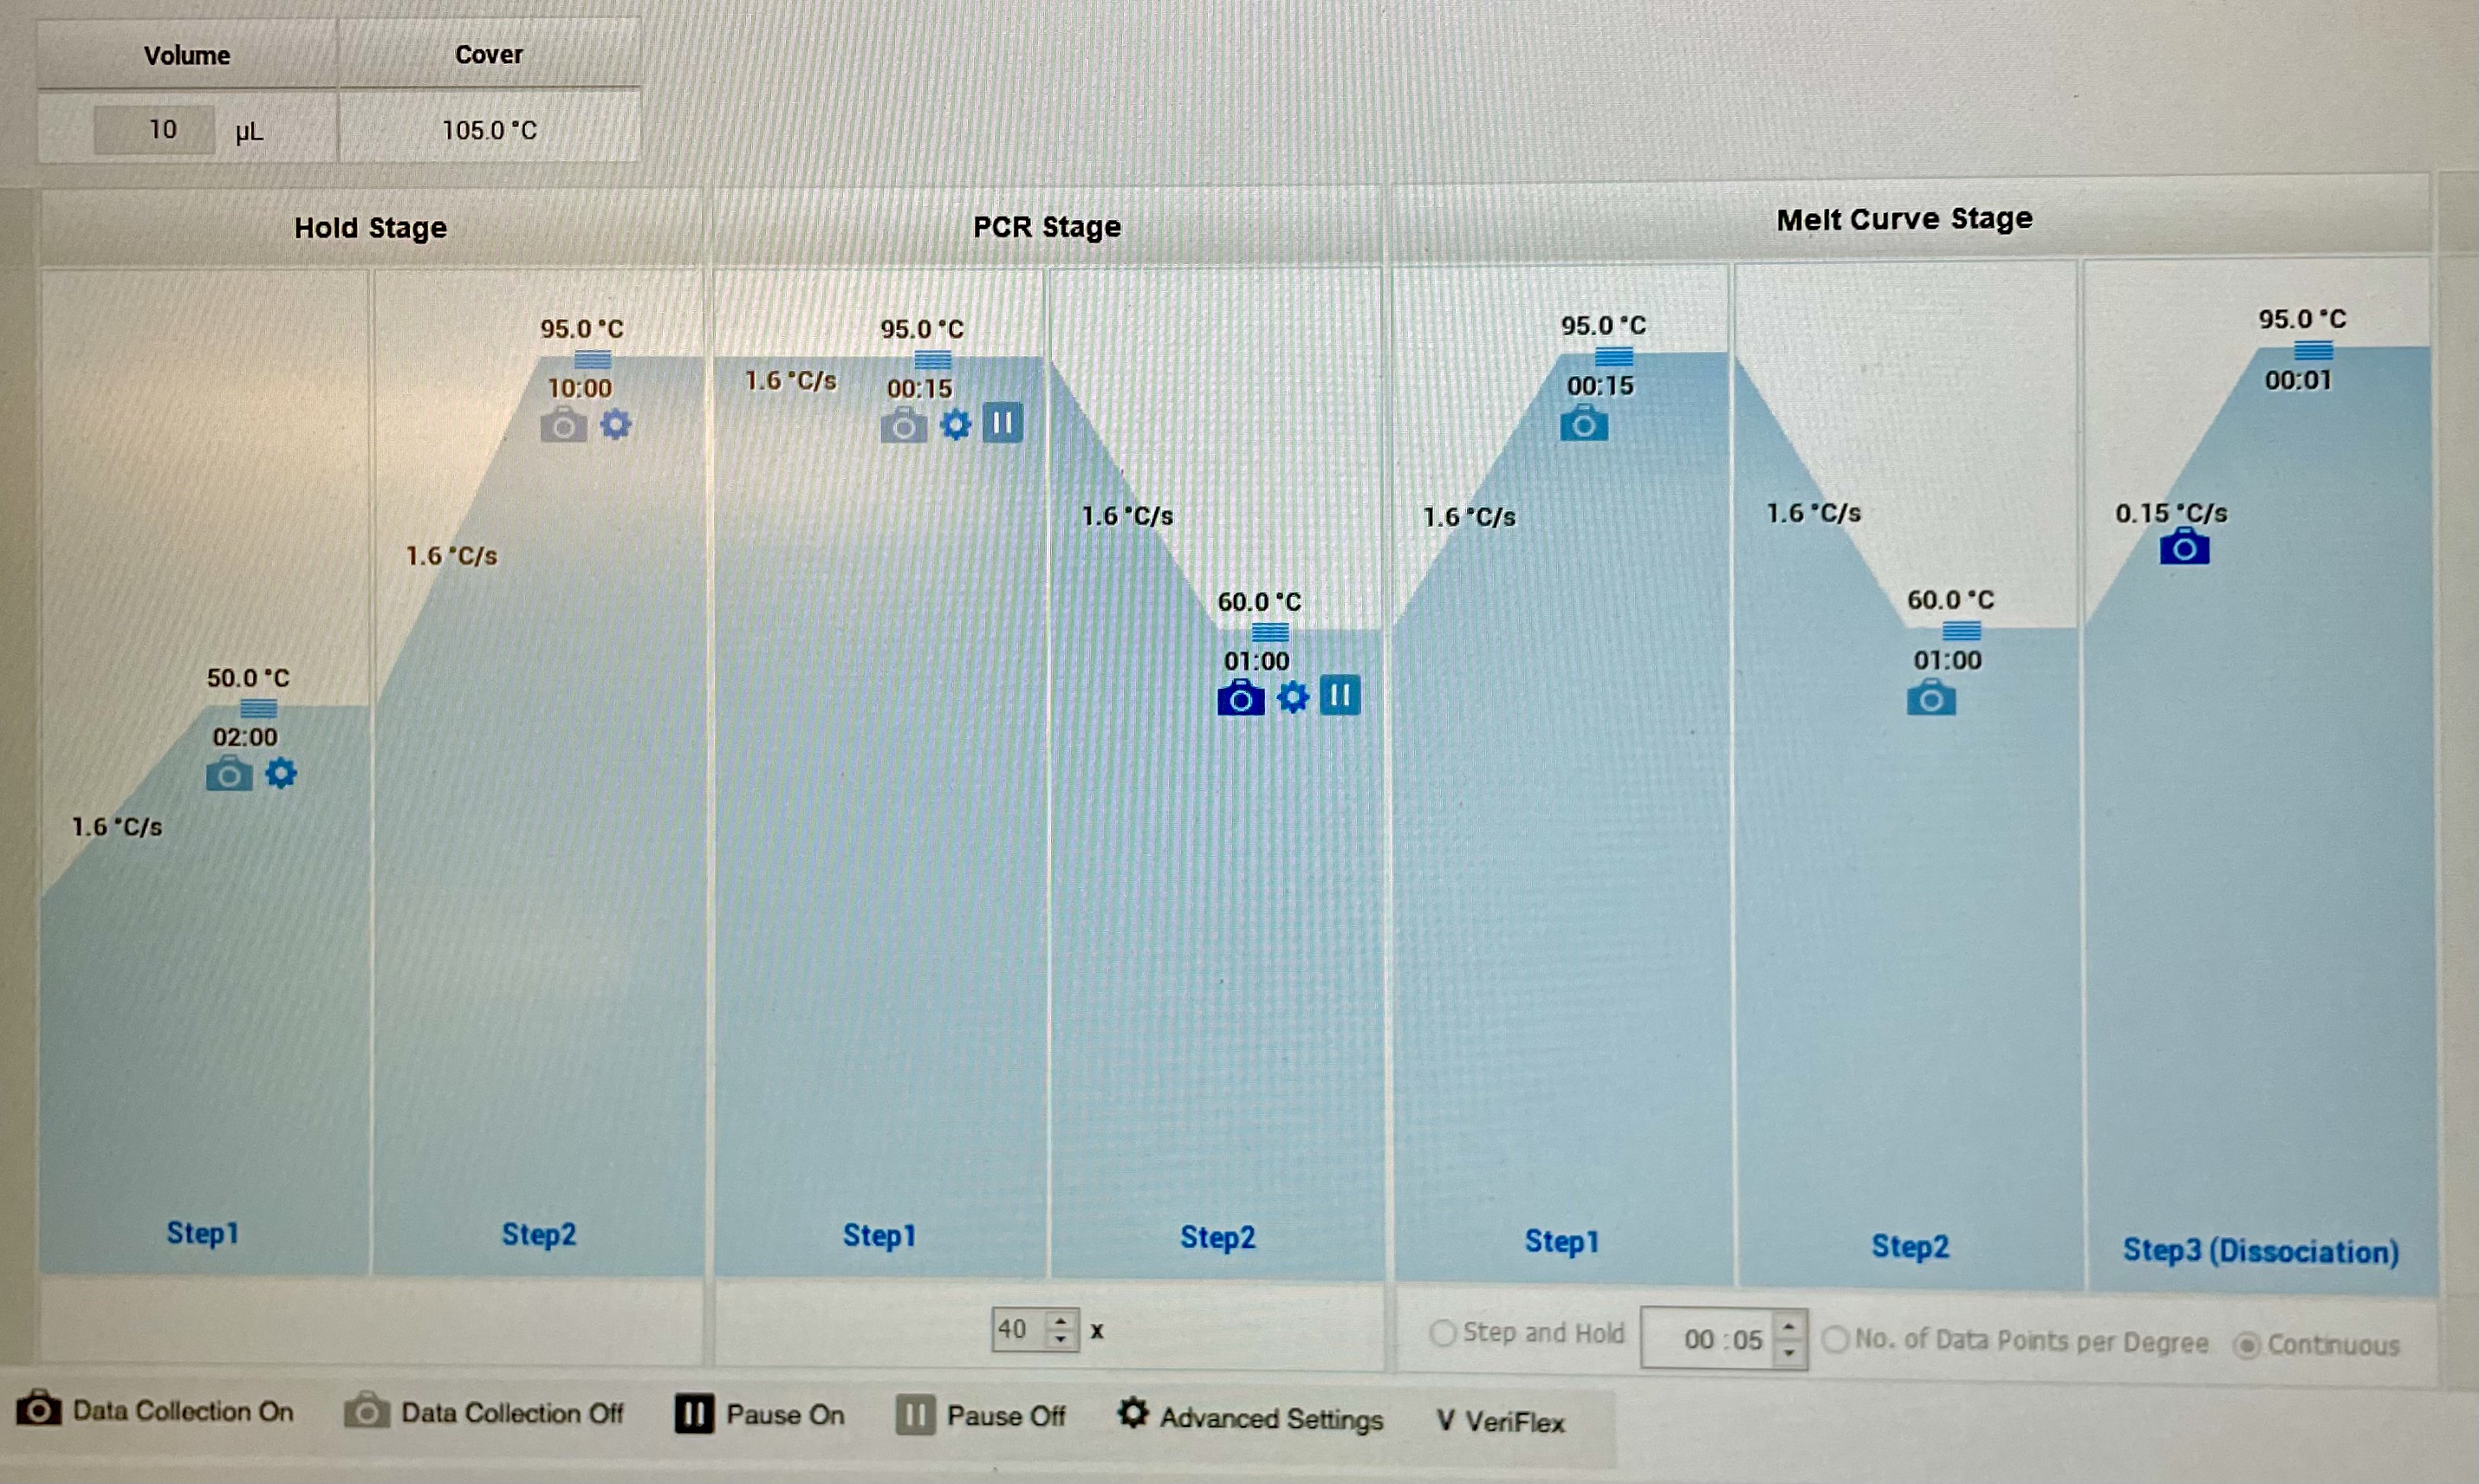 Volume Cover
10 µL 105.0 °C
Hold Stage PCR Stage Melt Curve Stage
95.0 °C 95.0 °C 95.0 °C 95.0 °C
10:00 1.6 °C/s 00:15 00:15 00:01
1.6 °C/s 1.6 °C/s 1.6 °C/s 1.6 °C/s 0.15 °C/s
60.0 °C 60.0 °C
01:00 01:00
50.0 °C
02:00
1.6 °C/s
Step1 Step2 Step1 Step2 Step1 Step2 Step3 (Dissociation)
40 x Step and Hold 00 :05 No. of Data Points per Degree Continuous
Data Collection On Data Collection Off Pause On Pause Off Advanced Settings V VeriFlex